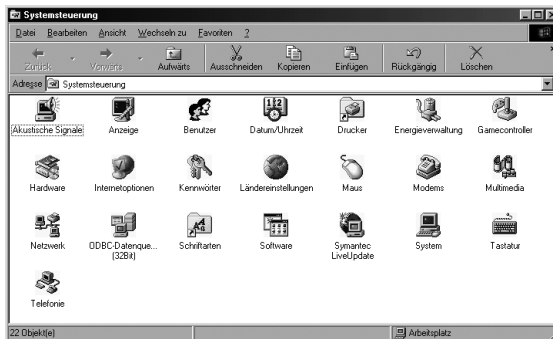 Systemsteuerung
Datei Bearbeiten Ansicht Wechseln zu Favoriten ?
Zurück Vorwärts Aufwärts Ausschneiden Kopieren Einfügen Rückgängig Löschen
Adresse Systemsteuerung
Akustische Signale Anzeige Benutzer Datum/Uhrzeit Drucker Energieverwaltung Gamecontroller
Hardware Internetoptionen Kennwörter Ländereinstellungen Maus Modems Multimedia
Netzwerk ODBC-Datenque... (32Bit) Schriftarten Software Symantec LiveUpdate System Tastatur
Telefonie
22 Objekt(e) Arbeitsplatz